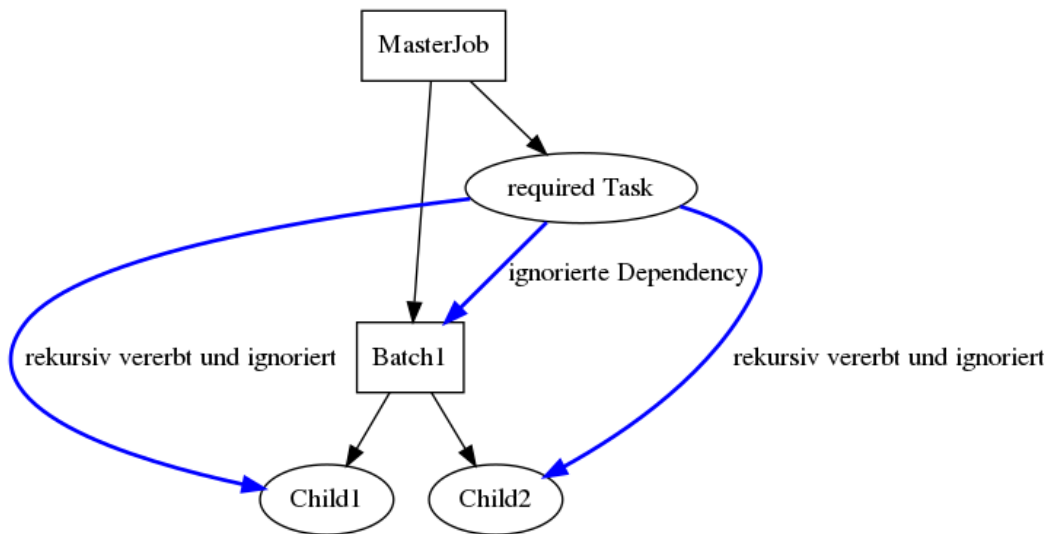 MasterJob
required Task
ignorierte Dependency
rekursiv vererbt und ignoriert
Batch1
rekursiv vererbt und ignoriert
Child1
Child2